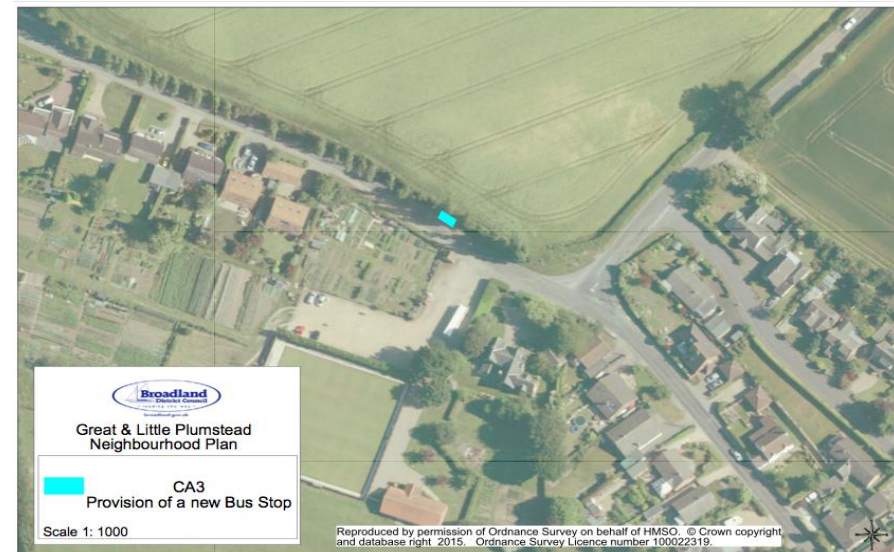 Broadland
District Council
Great & Little Plumstead
Neighbourhood Plan
CA3
Provision of a new Bus Stop
Scale 1: 1000
Reproduced by permission of Ordnance Survey on behalf of HMSO. © Crown copyright
and database right 2015. Ordnance Survey Licence number 100022319.